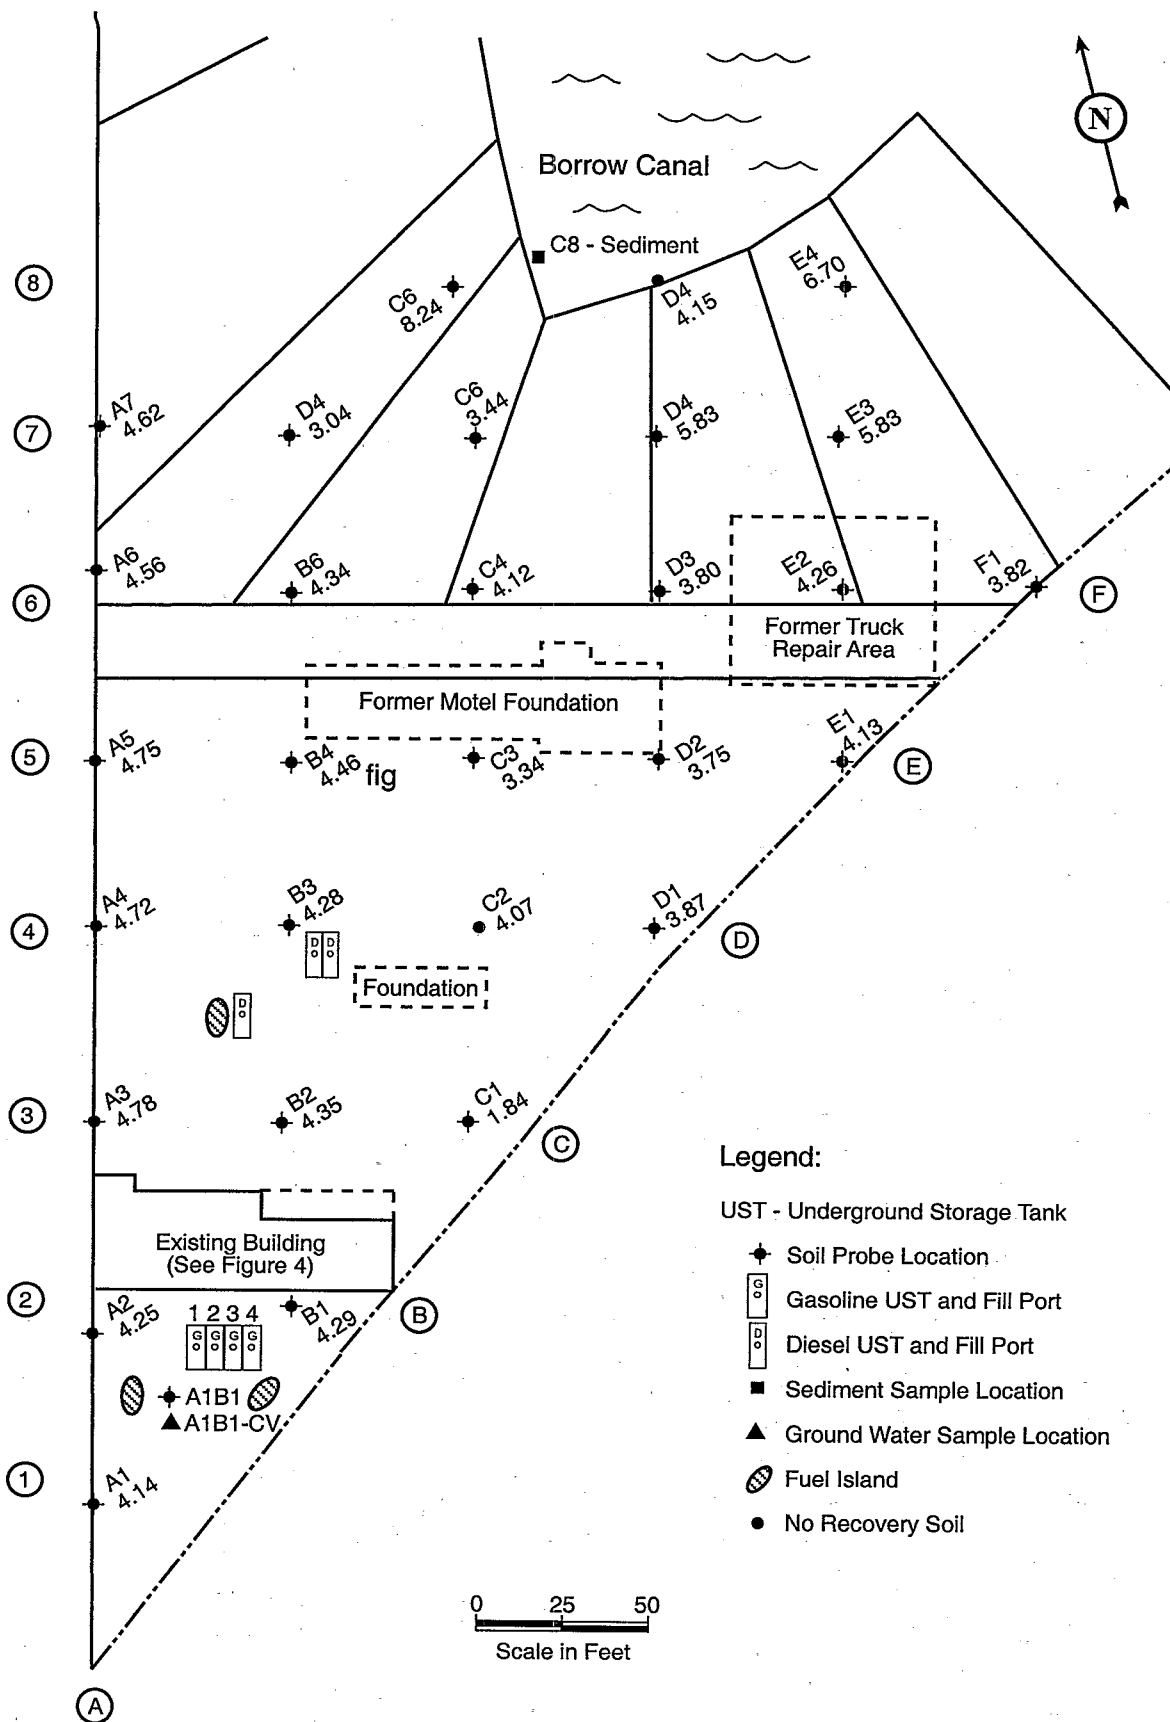 N
Borrow Canal
C8 - Sediment
8
C6
8.24
D4
4.15
E4
6.70
7
A7
4.62
D4
3.04
C6
3.44
D4
5.83
E3
5.83
A6
4.56
B6
4.34
C4
4.12
D3
3.80
E2
4.26
F1
3.82
F
6
Former Truck
Repair Area
Former Motel Foundation
5
A5
4.75
B4
4.46
fig
C3
3.34
D2
3.75
E1
4.13
E
4
A4
4.72
B3
4.28
C2
4.07
D1
3.87
D
D D
Foundation
D
3
A3
4.78
B2
4.35
C1
1.84
C
Existing Building
(See Figure 4)
2
A2
4.25
1 2 3 4
G G G G
B1
4.29
B
A1B1
A1B1-CV
1
A1
4.14
A
Legend:
UST - Underground Storage Tank
Soil Probe Location
G
Gasoline UST and Fill Port
D
Diesel UST and Fill Port
Sediment Sample Location
Ground Water Sample Location
Fuel Island
No Recovery Soil
0 25 50
Scale in Feet